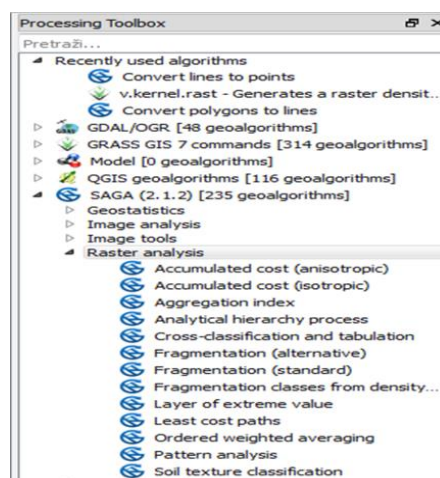 Processing Toolbox
Pretraži...
Recently used algorithms
Convert lines to points
v.kernel.rast - Generates a raster densit...
Convert polygons to lines
GDAL/OGR [48 geoalgorithms]
GRASS GIS 7 commands [314 geoalgorithms]
Model [0 geoalgorithms]
QGIS geoalgorithms [116 geoalgorithms]
SAGA (2.1.2) [235 geoalgorithms]
Geostatistics
Image analysis
Image tools
Raster analysis
Accumulated cost (anisotropic)
Accumulated cost (isotropic)
Aggregation index
Analytical hierarchy process
Cross-classification and tabulation
Fragmentation (alternative)
Fragmentation (standard)
Fragmentation classes from density...
Layer of extreme value
Least cost paths
Ordered weighted averaging
Pattern analysis
Soil texture classification